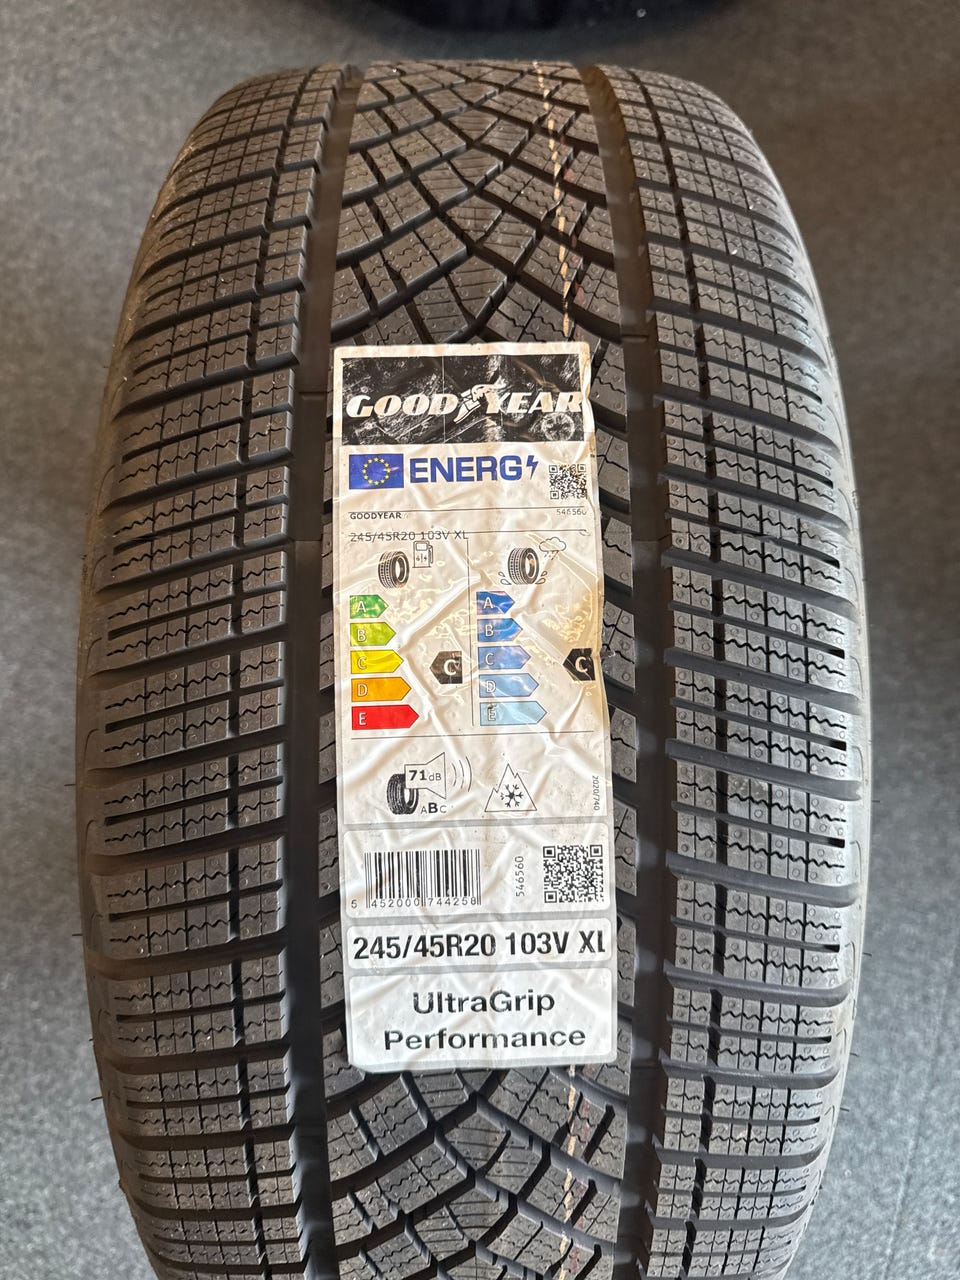 GOODYEAR
ENERG
GOODYEAR
546560
245/45R20 103V XL
A
B
C
D
E
C
A
B
C
D
E
C
71dB
ABC
2020/740
5 452000 744258
546560
245/45R20 103V XL
UltraGrip
Performance